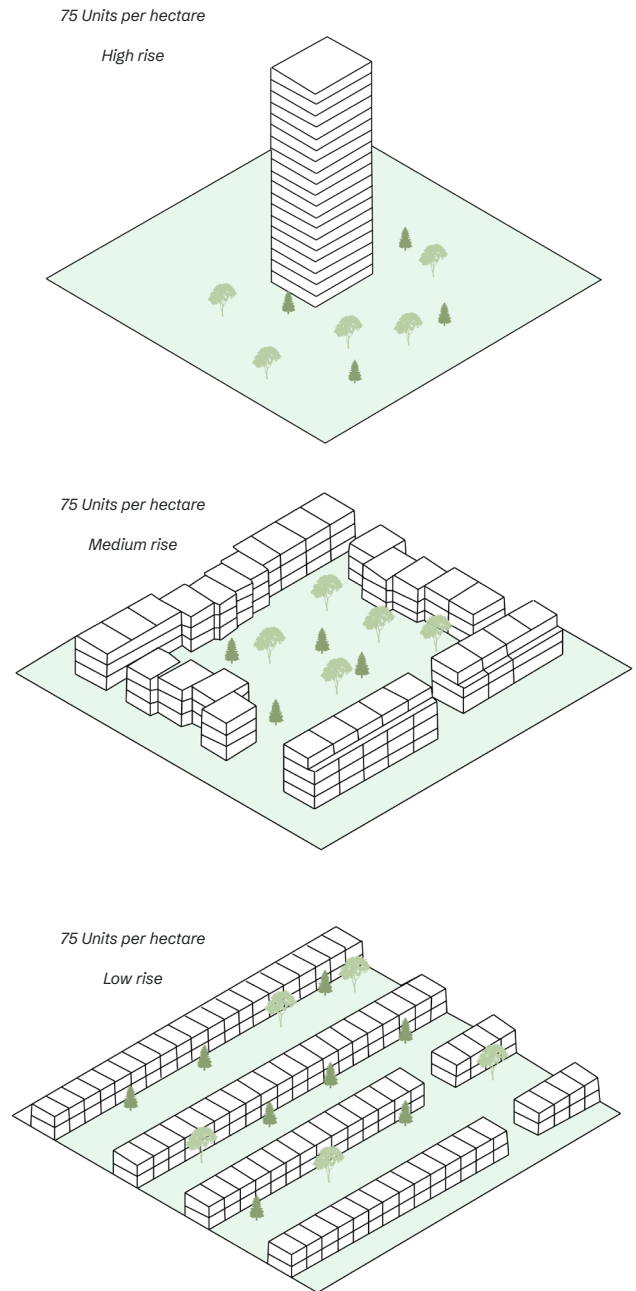 75 Units per hectare
High rise
75 Units per hectare
Medium rise
75 Units per hectare
Low rise